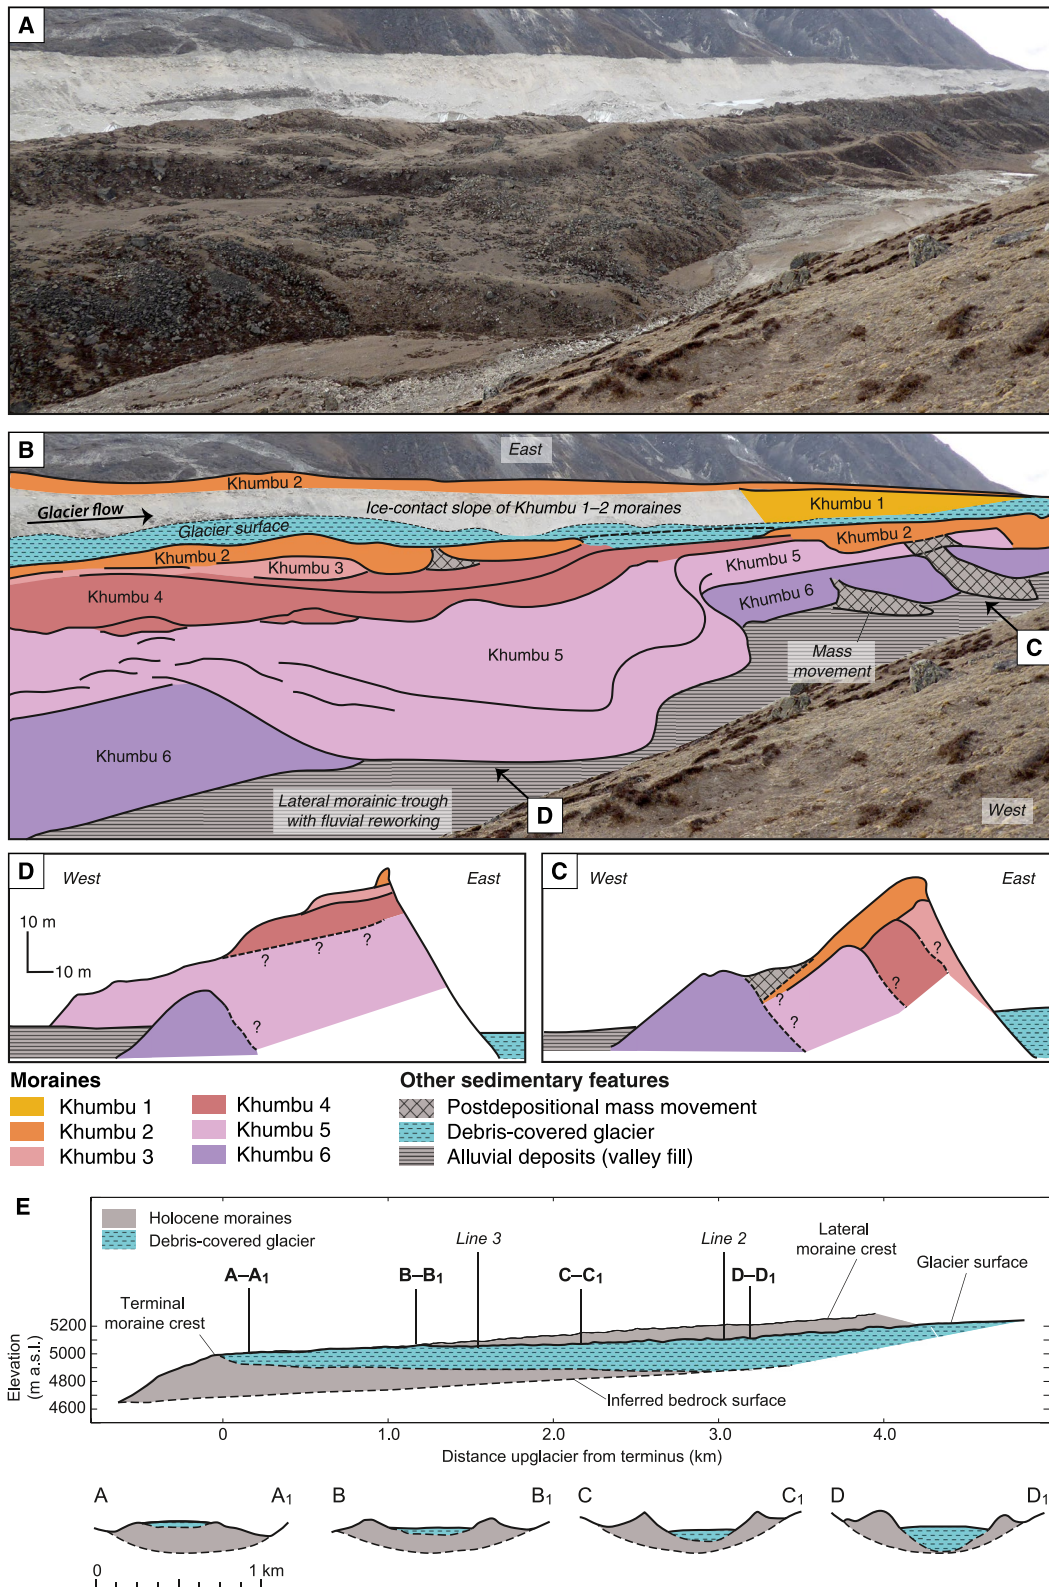 A
B
East
Khumbu 2
Khumbu 1
Glacier flow
Ice-contact slope of Khumbu 1–2 moraines
Glacier surface
Khumbu 2
Khumbu 2
Khumbu 3
Khumbu 5
Khumbu 4
Khumbu 6
Khumbu 5
Mass
movement
C
Khumbu 6
Lateral morainic trough
with fluvial reworking
D
West
D
West
East
10 m
10 m
?
?
?
?
C
West
East
?
?
?
?
Moraines
Khumbu 1
Khumbu 2
Khumbu 3
Khumbu 4
Khumbu 5
Khumbu 6
Other sedimentary features
Postdepositional mass movement
Debris-covered glacier
Alluvial deposits (valley fill)
E
Holocene moraines
Debris-covered glacier
Line 3
Line 2
Lateral
moraine crest
Glacier surface
A–A₁
B–B₁
C–C₁
D–D₁
Terminal
moraine crest
5200
5000
4800
4600
Elevation
(m a.s.l.)
Inferred bedrock surface
0
1.0
2.0
3.0
4.0
Distance upglacier from terminus (km)
A
A₁
B
B₁
C
C₁
D
D₁
0
1 km